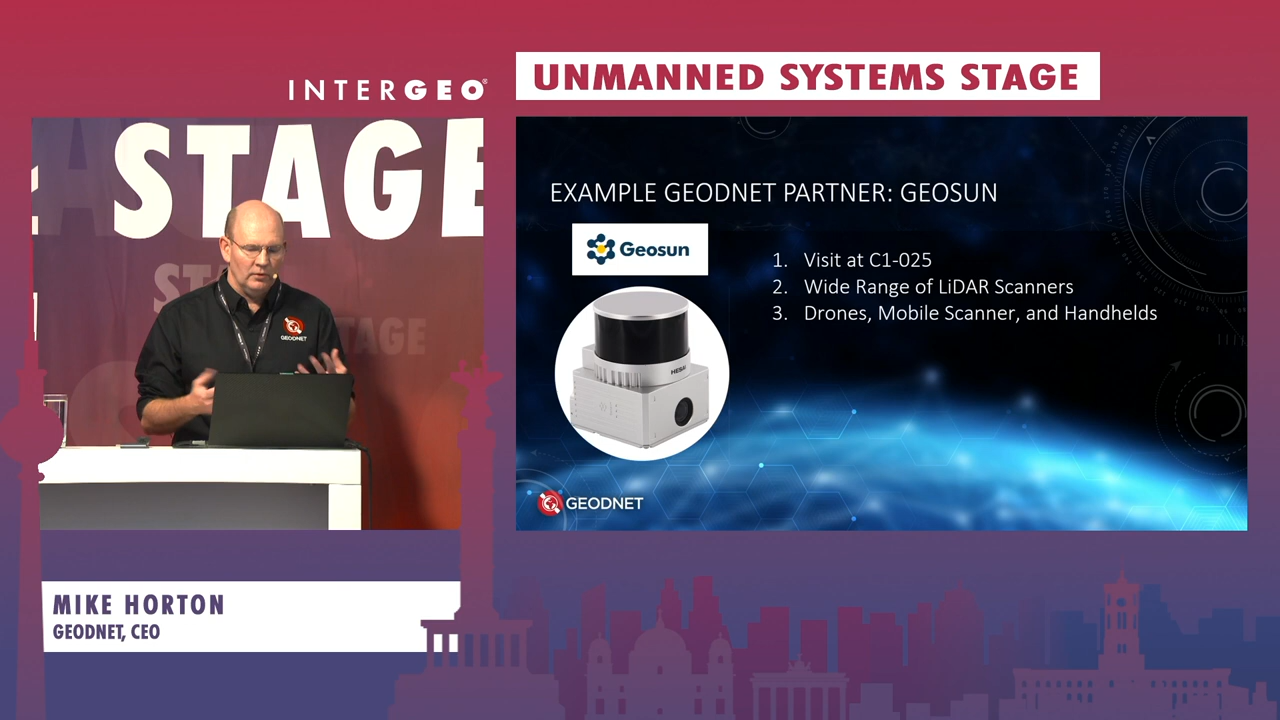 INTERGEO®
UNMANNED SYSTEMS STAGE
STAGE
STAGE
GEODNET
EXAMPLE GEODNET PARTNER: GEOSUN
Geosun
1. Visit at C1-025
2. Wide Range of LiDAR Scanners
3. Drones, Mobile Scanner, and Handhelds
HESAI
GEODNET
MIKE HORTON
GEODNET, CEO